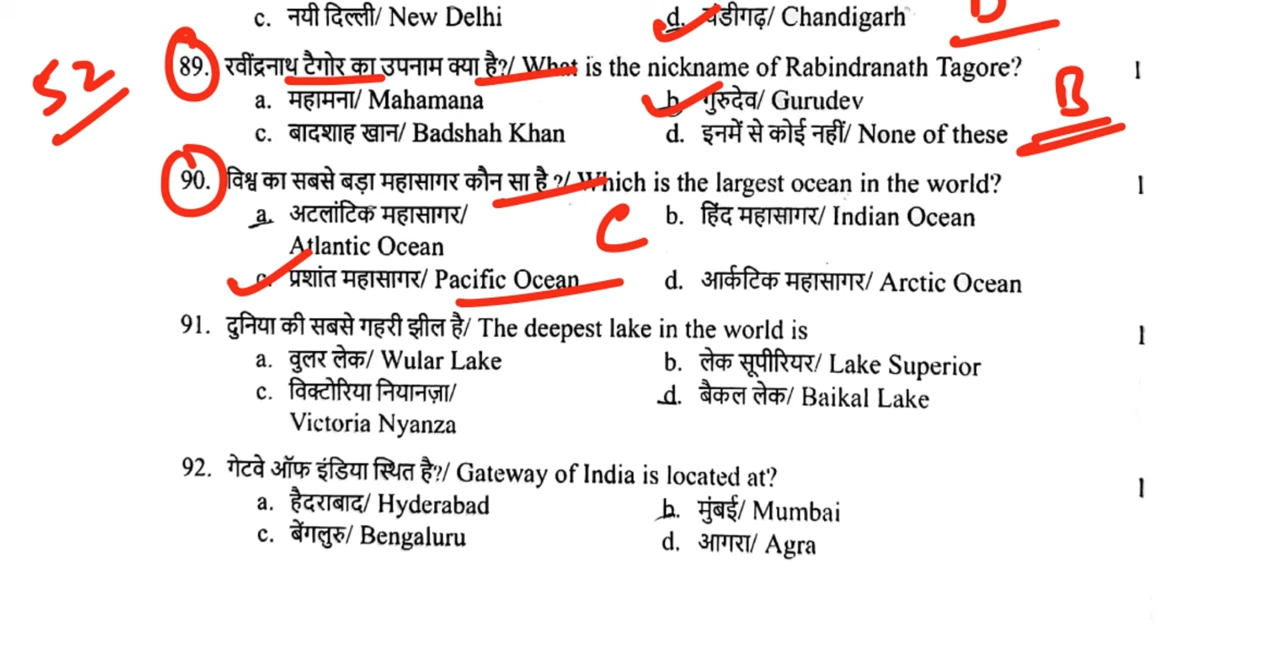 c. नयी दिल्ली/ New Delhi
d. चंडीगढ़/ Chandigarh
52
89. रवींद्रनाथ टैगोर का उपनाम क्या है?/ What is the nickname of Rabindranath Tagore? 1
a. महामना/ Mahamana
b. गुरुदेव/ Gurudev
B
c. बादशाह खान/ Badshah Khan
d. इनमें से कोई नहीं/ None of these
90. विश्व का सबसे बड़ा महासागर कौन सा है ?/ Which is the largest ocean in the world? 1
a. अटलांटिक महासागर/
Atlantic Ocean
b. हिंद महासागर/ Indian Ocean
C
c. प्रशांत महासागर/ Pacific Ocean
d. आर्कटिक महासागर/ Arctic Ocean
91. दुनिया की सबसे गहरी झील है/ The deepest lake in the world is 1
a. वुलर लेक/ Wular Lake
b. लेक सूपीरियर/ Lake Superior
c. विक्टोरिया नियानज़ा/
Victoria Nyanza
d. बैकल लेक/ Baikal Lake
92. गेटवे ऑफ इंडिया स्थित है?/ Gateway of India is located at? 1
a. हैदराबाद/ Hyderabad
b. मुंबई/ Mumbai
c. बेंगलुरु/ Bengaluru
d. आगरा/ Agra